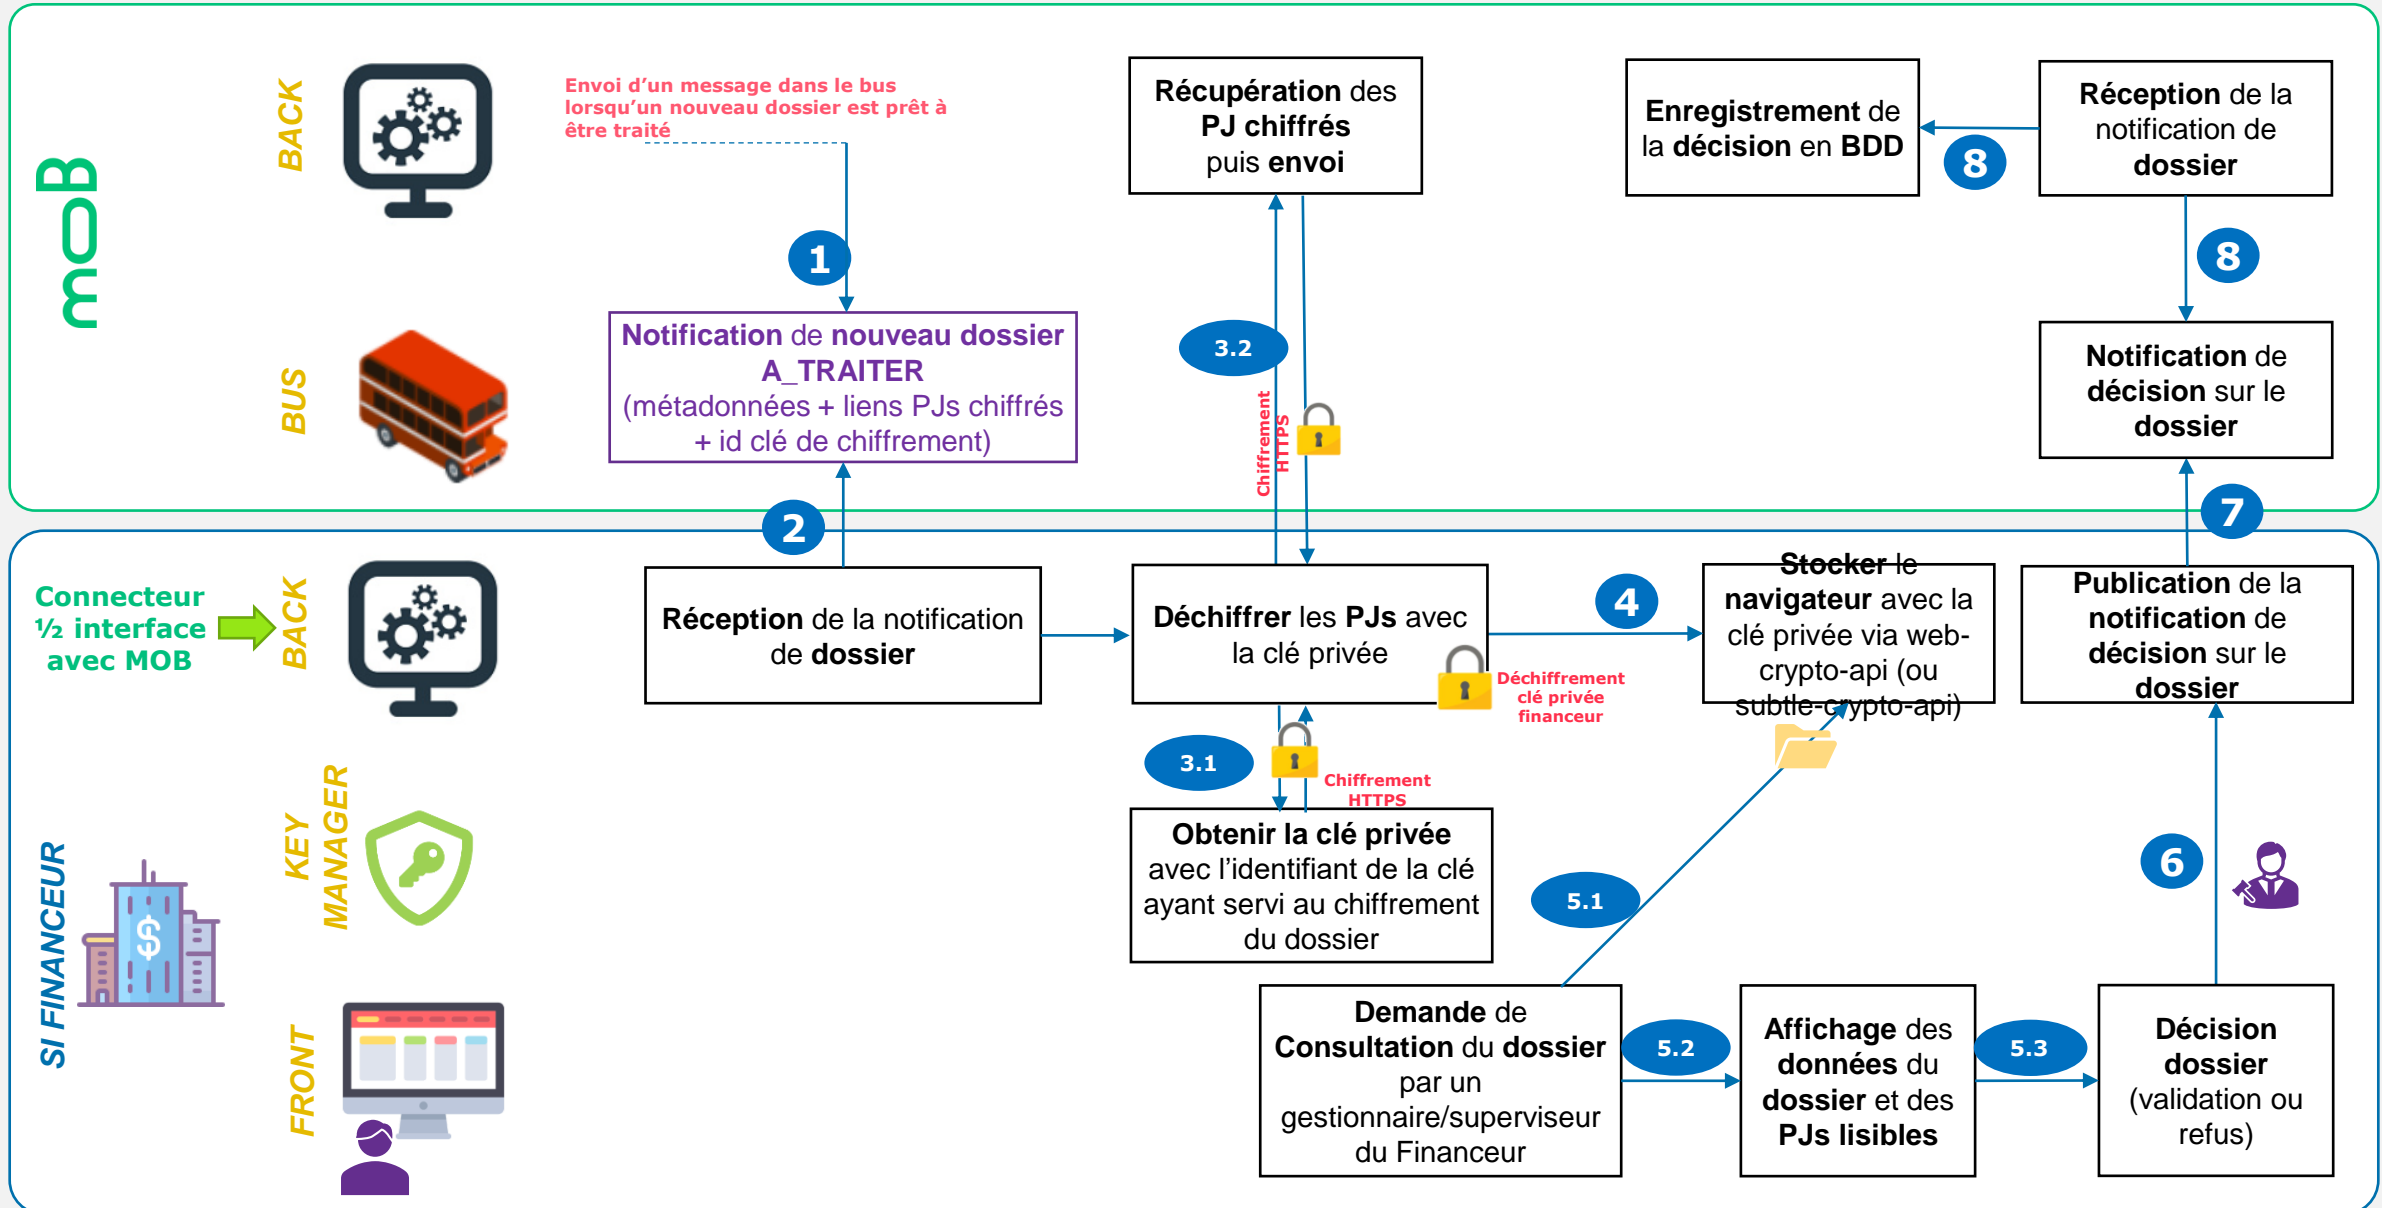 moB
BACK
Envoi d'un message dans le bus
lorsqu'un nouveau dossier est prêt à
être traité
1
Récupération des
PJ chiffrés
puis envoi
Enregistrement de
la décision en BDD
8
Réception de la
notification de
dossier
8
BUS
Notification de nouveau dossier
A_TRAITER
(métadonnées + liens PJs chiffrés
+ id clé de chiffrement)
3.2
Chiffrement
HTTPS
Notification de
décision sur le
dossier
2
7
SI FINANCEUR
Connecteur
½ interface
avec MOB
BACK
Réception de la notification
de dossier
Déchiffrer les PJs avec
la clé privée
Déchiffrement
clé privée
financeur
4
Stocker le
navigateur avec la
clé privée via web-
crypto-api (ou
subtle-crypto-api)
Publication de la
notification de
décision sur le
dossier
KEY
MANAGER
3.1
Chiffrement
HTTPS
Obtenir la clé privée
avec l'identifiant de la clé
ayant servi au chiffrement
du dossier
5.1
6
FRONT
Demande de
Consultation du dossier
par un
gestionnaire/superviseur
du Financeur
5.2
Affichage des
données du
dossier et des
PJs lisibles
5.3
Décision
dossier
(validation ou
refus)